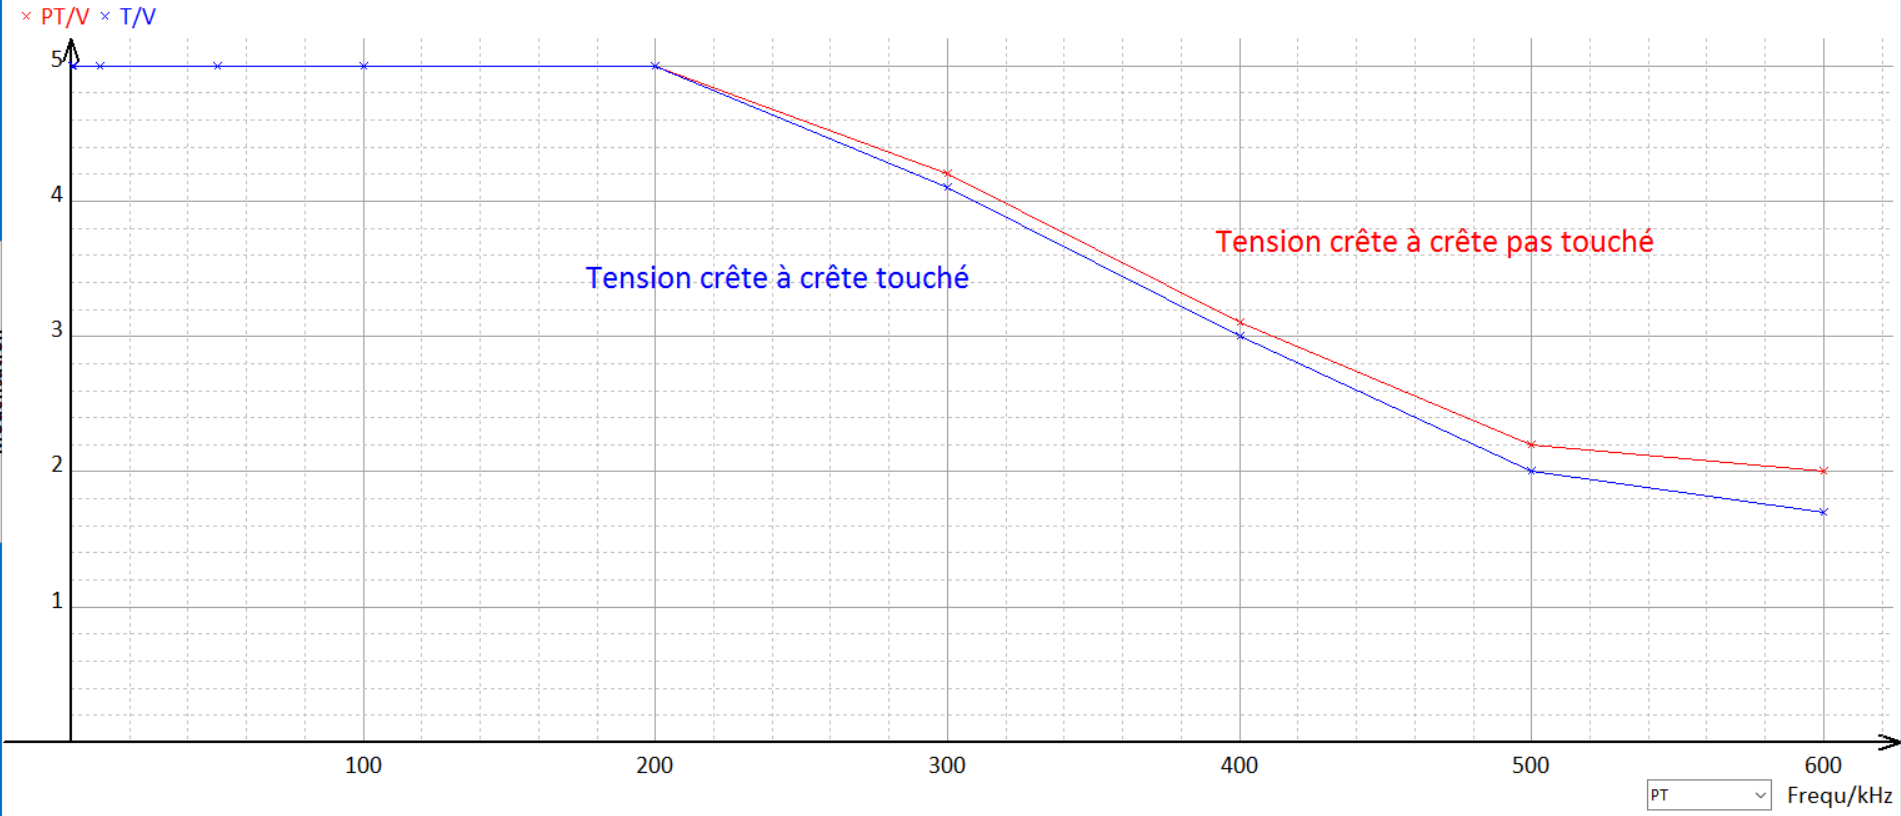 PT/V T/V
5
4
3
2
1
Tension crête à crête pas touché
Tension crête à crête touché
100 200 300 400 500 600
PT Frequ/kHz